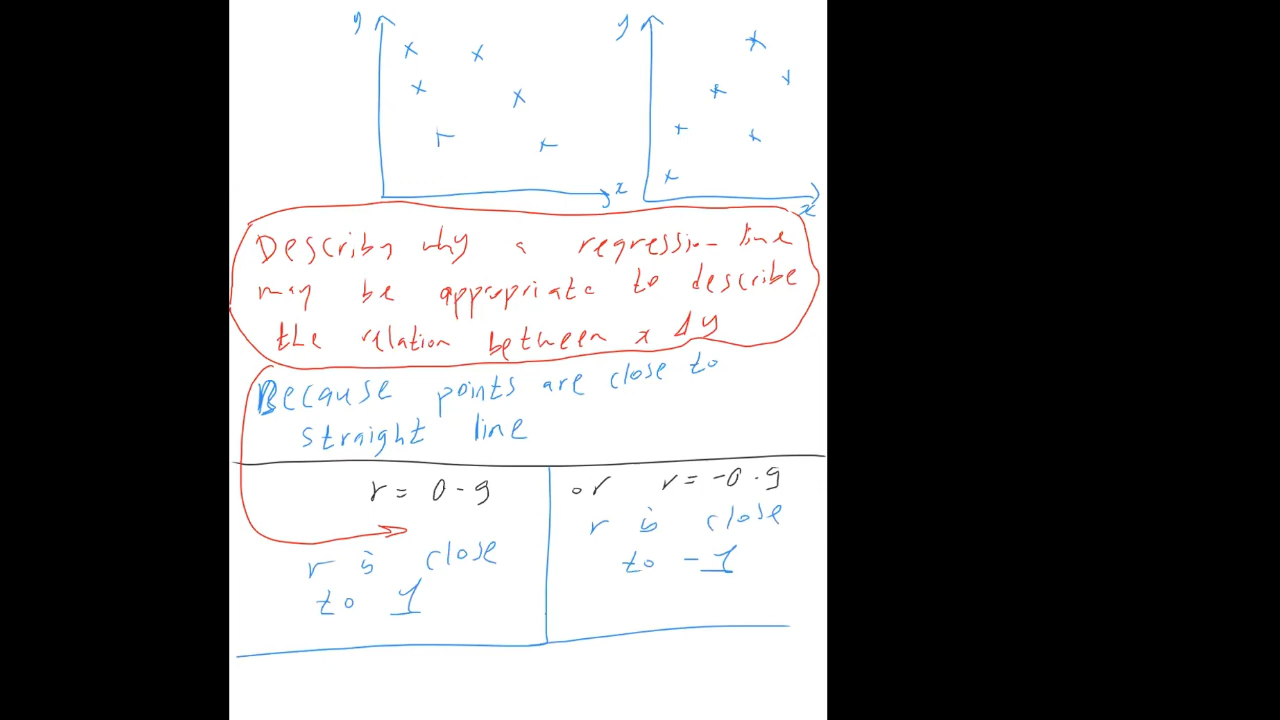 y
y
x
x
Describ why a regression line
may be appropriate to describe
the relation between x & y
Because points are close to
straight line
r = 0.9
or r = -0.9
r is close
to 1
r is close
to -1